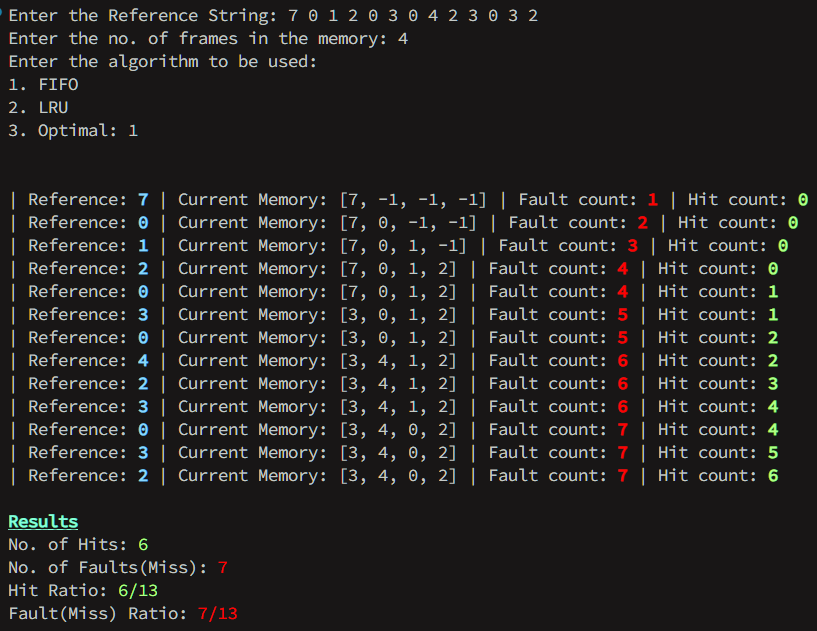 Enter the Reference String: 7 0 1 2 0 3 0 4 2 3 0 3 2
Enter the no. of frames in the memory: 4
Enter the algorithm to be used:
1. FIFO
2. LRU
3. Optimal: 1
| Reference: 7 | Current Memory: [7, -1, -1, -1] | Fault count: 1 | Hit count: 0
| Reference: 0 | Current Memory: [7, 0, -1, -1] | Fault count: 2 | Hit count: 0
| Reference: 1 | Current Memory: [7, 0, 1, -1] | Fault count: 3 | Hit count: 0
| Reference: 2 | Current Memory: [7, 0, 1, 2] | Fault count: 4 | Hit count: 0
| Reference: 0 | Current Memory: [7, 0, 1, 2] | Fault count: 4 | Hit count: 1
| Reference: 3 | Current Memory: [3, 0, 1, 2] | Fault count: 5 | Hit count: 1
| Reference: 0 | Current Memory: [3, 0, 1, 2] | Fault count: 5 | Hit count: 2
| Reference: 4 | Current Memory: [3, 4, 1, 2] | Fault count: 6 | Hit count: 2
| Reference: 2 | Current Memory: [3, 4, 1, 2] | Fault count: 6 | Hit count: 3
| Reference: 3 | Current Memory: [3, 4, 1, 2] | Fault count: 6 | Hit count: 4
| Reference: 0 | Current Memory: [3, 4, 0, 2] | Fault count: 7 | Hit count: 4
| Reference: 3 | Current Memory: [3, 4, 0, 2] | Fault count: 7 | Hit count: 5
| Reference: 2 | Current Memory: [3, 4, 0, 2] | Fault count: 7 | Hit count: 6
Results
No. of Hits: 6
No. of Faults(Miss): 7
Hit Ratio: 6/13
Fault(Miss) Ratio: 7/13